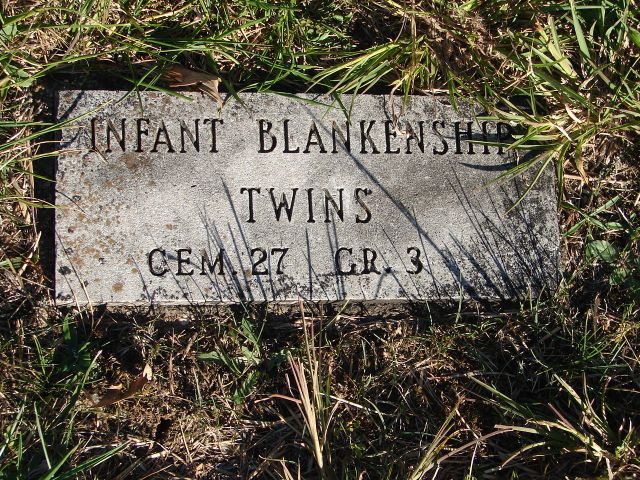 INFANT BLANKENSHIP
TWINS
CEM. 27 GR. 3